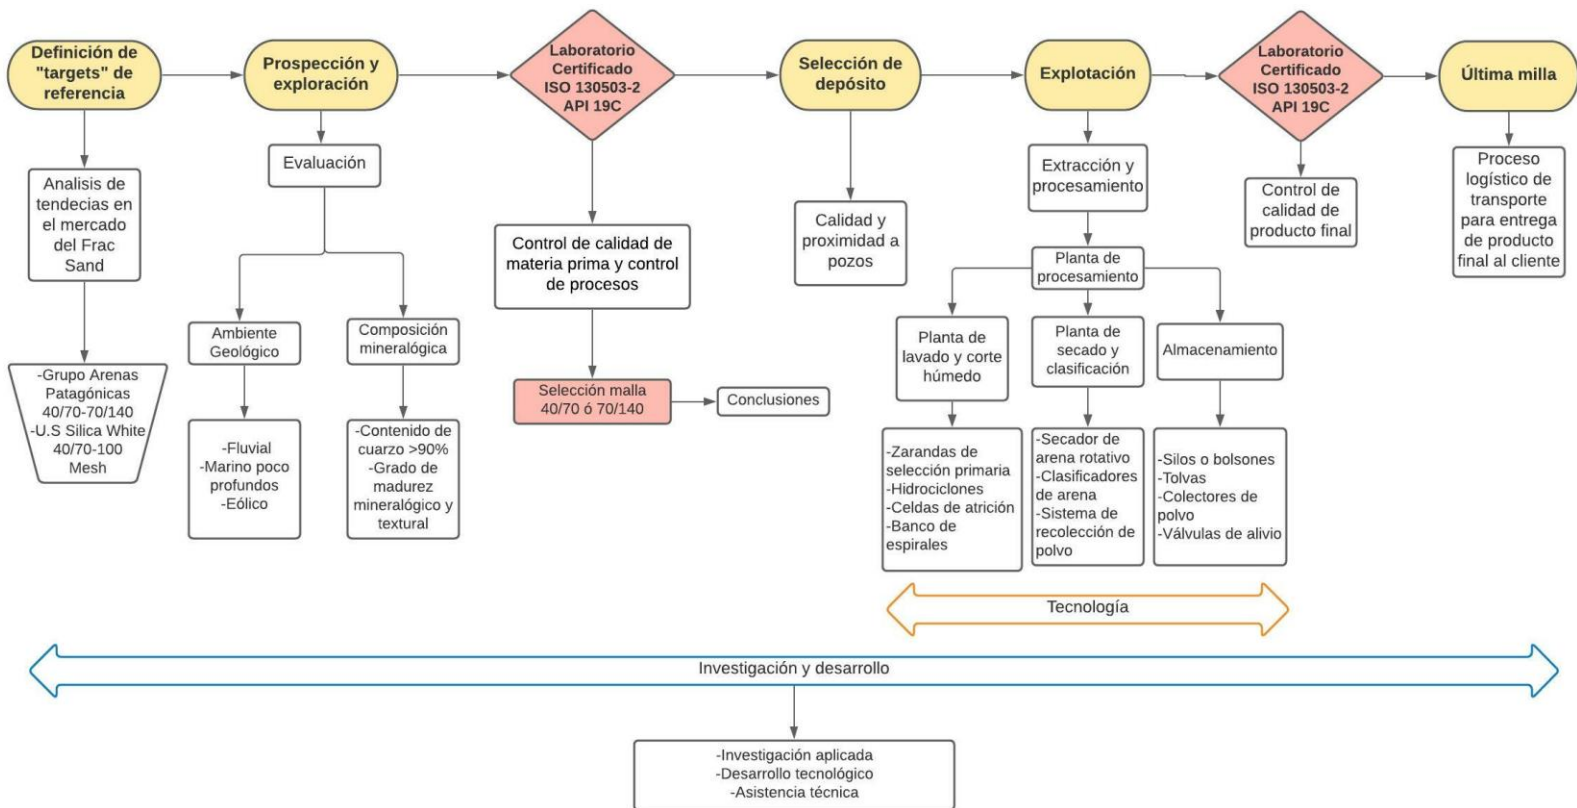 Definición de
"targets" de
referencia
Prospección y
exploración
Laboratorio
Certificado
ISO 130503-2
API 19C
Selección de
depósito
Explotación
Laboratorio
Certificado
ISO 130503-2
API 19C
Última milla
Analisis de
tendecias en
el mercado
del Frac
Sand
-Grupo Arenas
Patagónicas
40/70-70/140
-U.S Silica White
40/70-100
Mesh
Evaluación
Ambiente
Geológico
-Fluvial
-Marino poco
profundos
-Eólico
Composición
mineralógica
-Contenido de
cuarzo >90%
-Grado de
madurez
mineralógico y
textural
Control de calidad de
materia prima y control
de procesos
Selección malla
40/70 ó 70/140
Conclusiones
Calidad y
proximidad a
pozos
Extracción y
procesamiento
Planta de
procesamiento
Planta de
lavado y corte
húmedo
-Zarandas de
selección primaria
-Hidrociclones
-Celdas de atrición
-Banco de
espirales
Planta de
secado y
clasificación
-Secador de
arena rotativo
-Clasificadores
de arena
-Sistema de
recolección de
polvo
Almacenamiento
-Silos o bolsones
-Tolvas
-Colectores de
polvo
-Válvulas de alivio
Control de
calidad de
producto final
Proceso
logístico de
transporte
para entrega
de producto
final al cliente
Tecnología
Investigación y desarrollo
-Investigación aplicada
-Desarrollo tecnológico
-Asistencia técnica